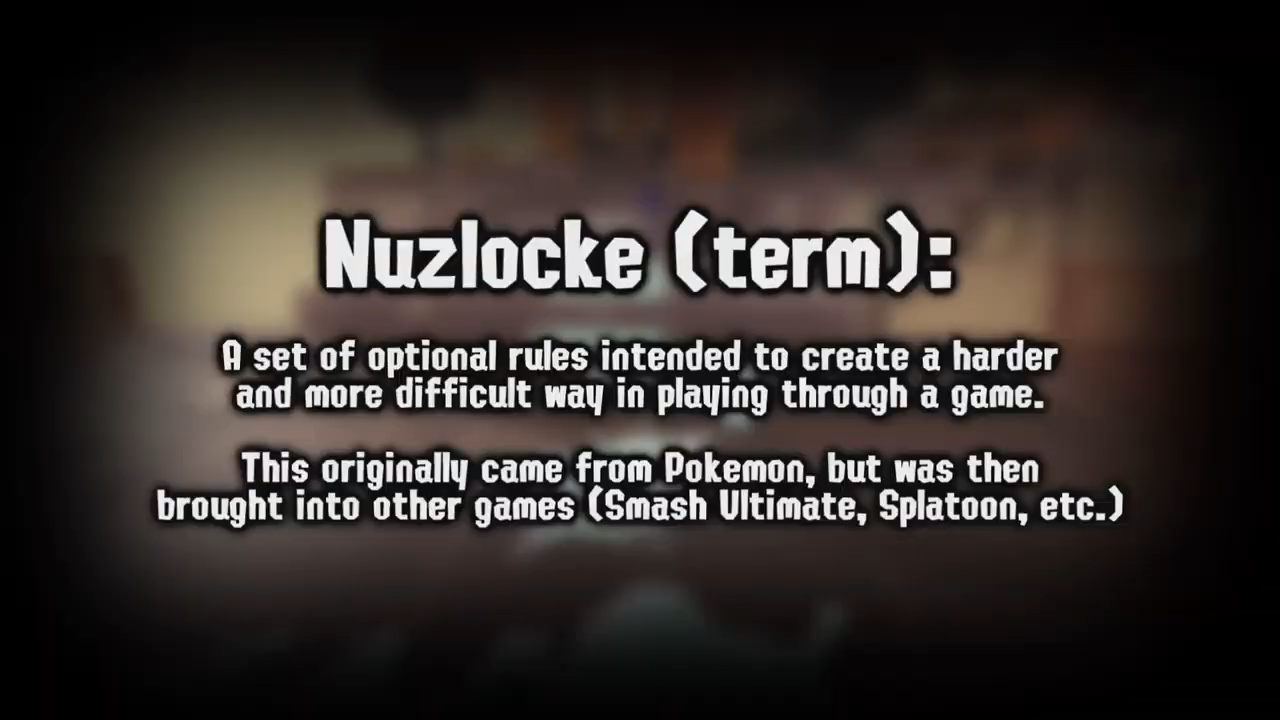 Nuzlocke (term):
A set of optional rules intended to create a harder
and more difficult way in playing through a game.
This originally came from Pokemon, but was then
brought into other games (Smash Ultimate, Splatoon, etc.)